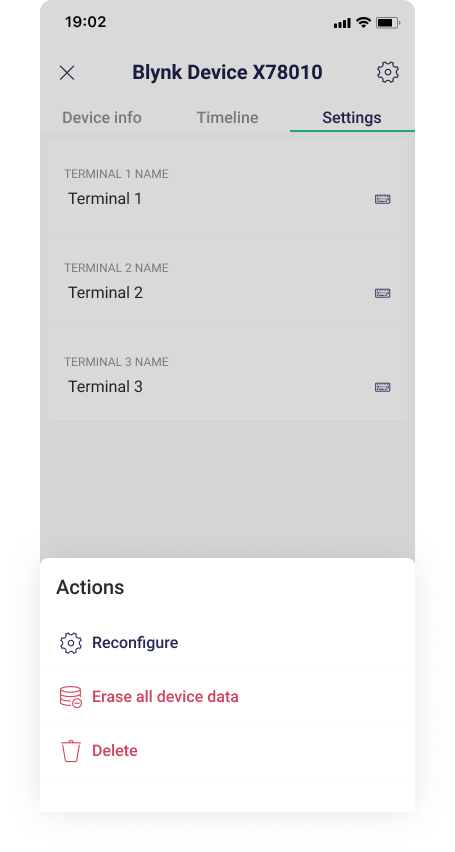 19:02
Blynk Device X78010
Device info Timeline Settings
TERMINAL 1 NAME
Terminal 1
TERMINAL 2 NAME
Terminal 2
TERMINAL 3 NAME
Terminal 3
Actions
Reconfigure
Erase all device data
Delete